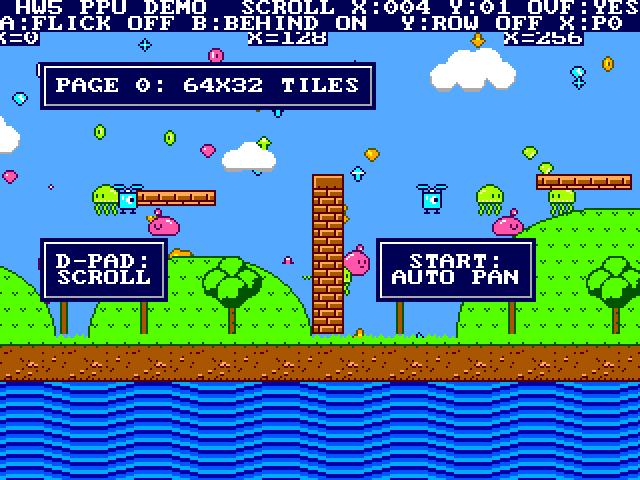 HW5 PPU DEMO SCROLL X:004 Y:01 OVF:YES
A:FLICK OFF B:BEHIND ON Y:ROW OFF X:P0
X=0 X=128 X=256
PAGE 0: 64X32 TILES
D-PAD: START:
SCROLL AUTO PAN